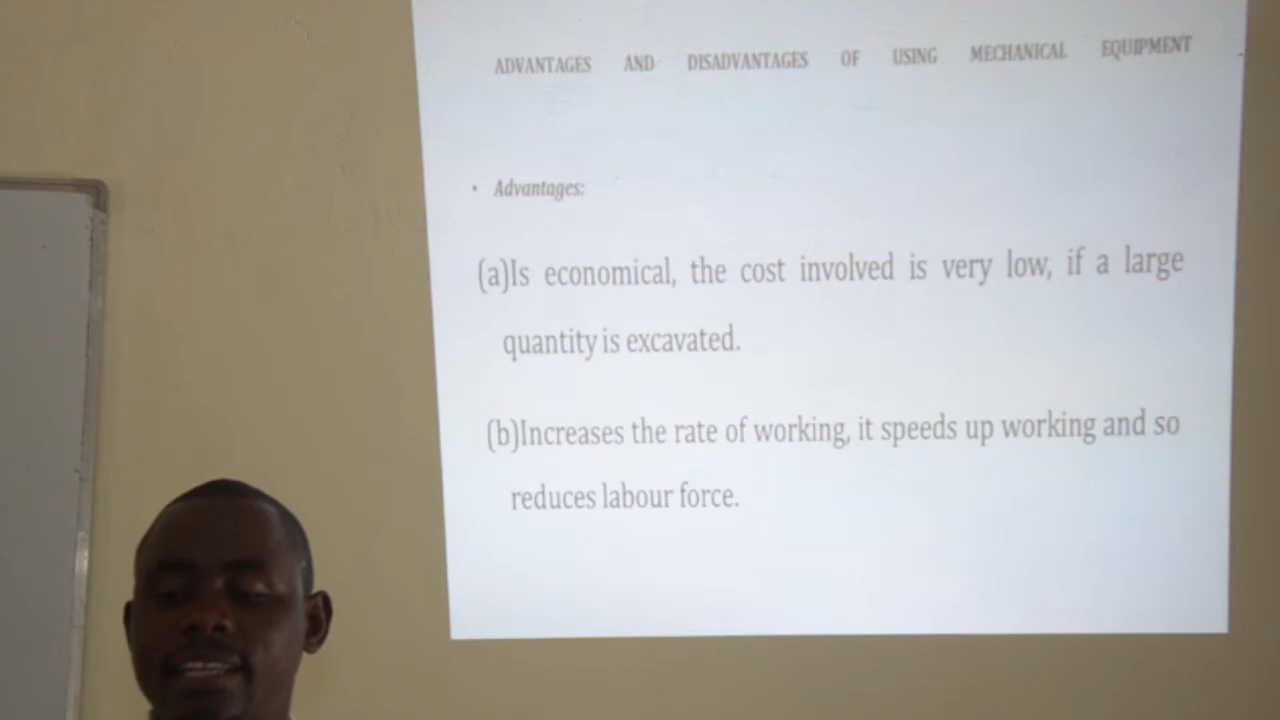 ADVANTAGES AND DISADVANTAGES OF USING MECHANICAL EQUIPMENT
• Advantages:
(a)Is economical, the cost involved is very low, if a large
quantity is excavated.
(b)Increases the rate of working, it speeds up working and so
reduces labour force.